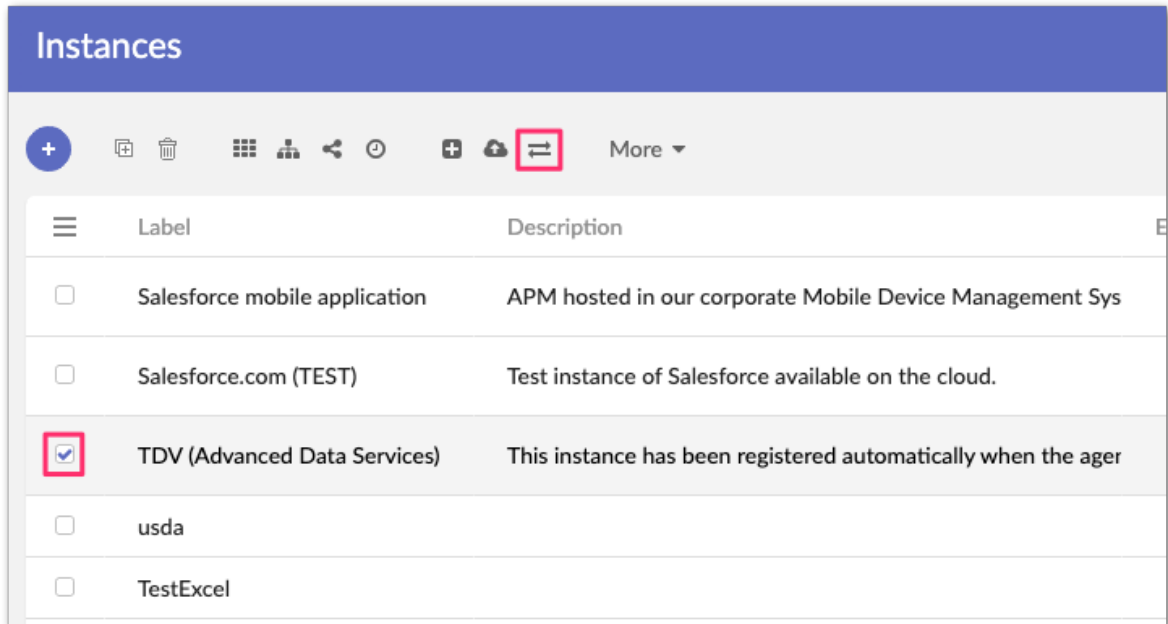 Instances
More
Label Description E
Salesforce mobile application APM hosted in our corporate Mobile Device Management Sys
Salesforce.com (TEST) Test instance of Salesforce available on the cloud.
TDV (Advanced Data Services) This instance has been registered automatically when the ager
usda
TestExcel